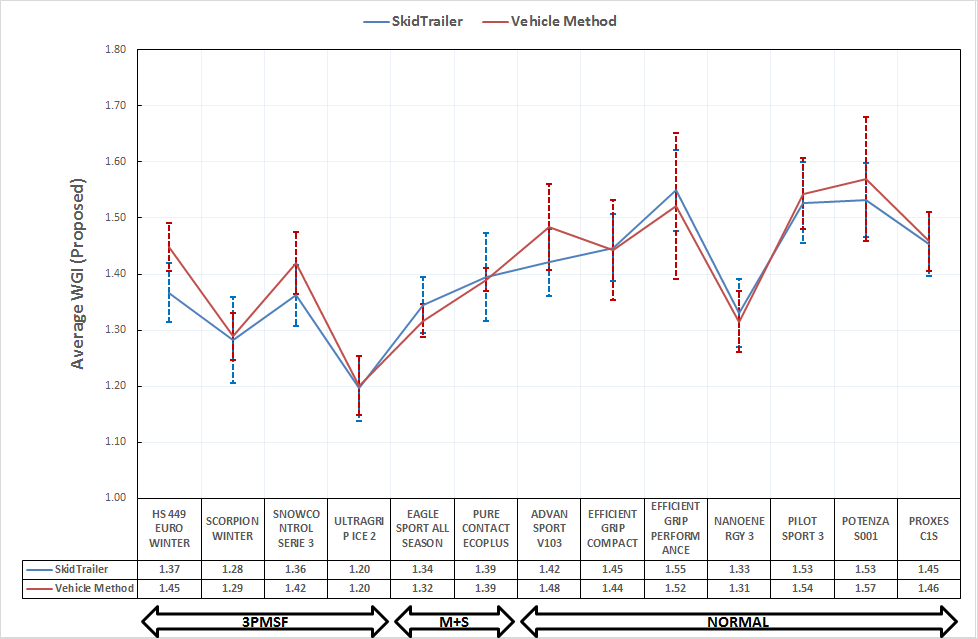 SkidTrailer Vehicle Method
1.80
1.70
1.60
1.50
1.40
1.30
1.20
1.10
1.00
Average WGI (Proposed)
HS 449
EURO
WINTER
SCORPION
WINTER
SNOWCO
NTROL
SERIE 3
ULTRAGRI
P ICE 2
EAGLE
SPORT ALL
SEASON
PURE
CONTACT
ECOPLUS
ADVAN
SPORT
V103
EFFICIENT
GRIP
COMPACT
EFFICIENT
GRIP
PERFORM
ANCE
NANOENE
RGY 3
PILOT
SPORT 3
POTENZA
S001
PROXES
C1S
SkidTrailer 1.37 1.28 1.36 1.20 1.34 1.39 1.42 1.45 1.55 1.33 1.53 1.53 1.45
Vehicle Method 1.45 1.29 1.42 1.20 1.32 1.39 1.48 1.44 1.52 1.31 1.54 1.57 1.46
3PMSF M+S NORMAL